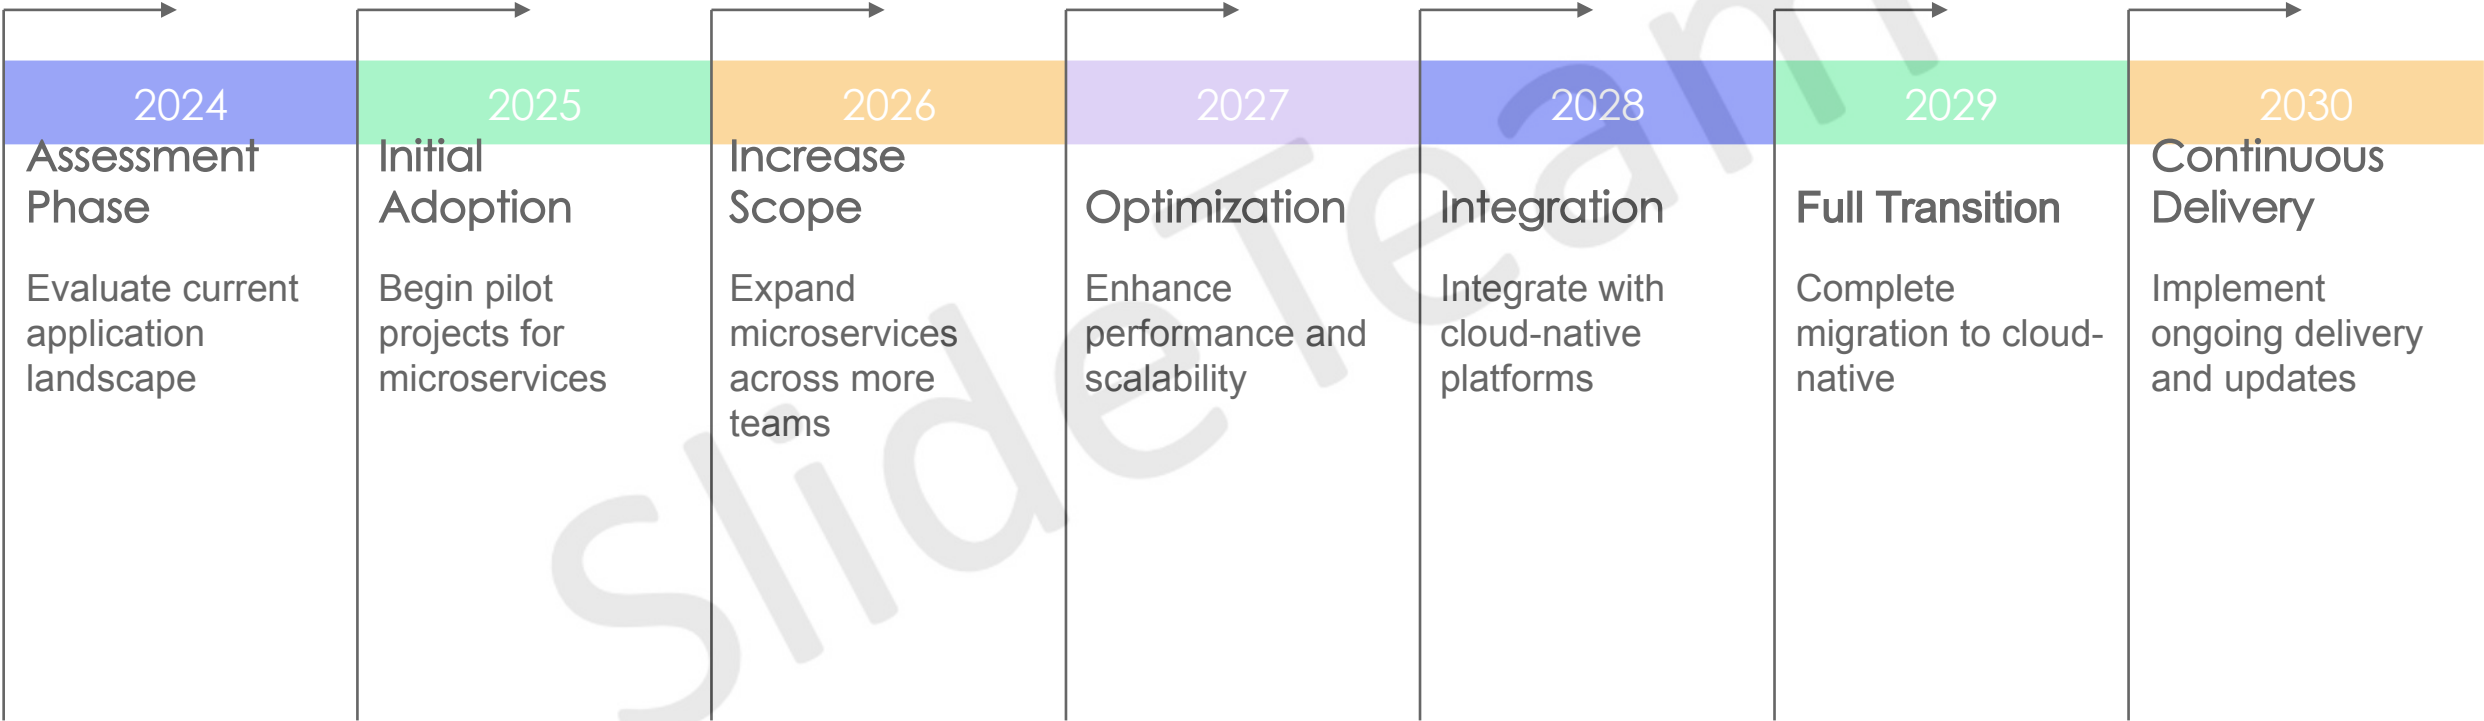 2024
Assessment
Phase
Evaluate current
application
landscape
2025
Initial
Adoption
Begin pilot
projects for
microservices
2026
Increase
Scope
Expand
microservices
across more
teams
2027
Optimization
Enhance
performance and
scalability
2028
Integration
Integrate with
cloud-native
platforms
2029
Full Transition
Complete
migration to cloud-
native
2030
Continuous
Delivery
Implement
ongoing delivery
and updates
SlideTeam